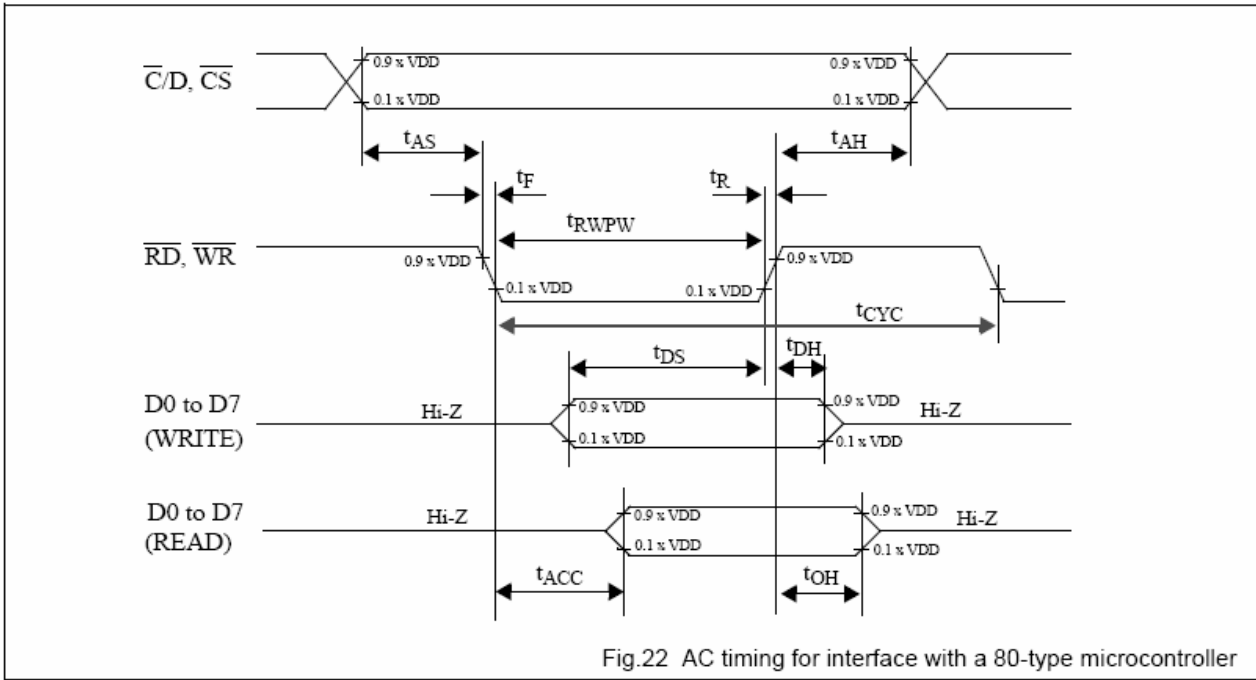 C̅/D, C̅S̅
0.9 x VDD
0.9 x VDD
0.1 x VDD
0.1 x VDD
tAS
tAH
tF
tR
tRWPW
R̅D̅, W̅R̅
0.9 x VDD
0.9 x VDD
0.1 x VDD
0.1 x VDD
tCYC
tDS
tDH
D0 to D7
(WRITE)
Hi-Z
0.9 x VDD
0.9 x VDD
Hi-Z
0.1 x VDD
0.1 x VDD
D0 to D7
(READ)
Hi-Z
0.9 x VDD
0.9 x VDD
Hi-Z
0.1 x VDD
0.1 x VDD
tACC
tOH
Fig.22 AC timing for interface with a 80-type microcontroller